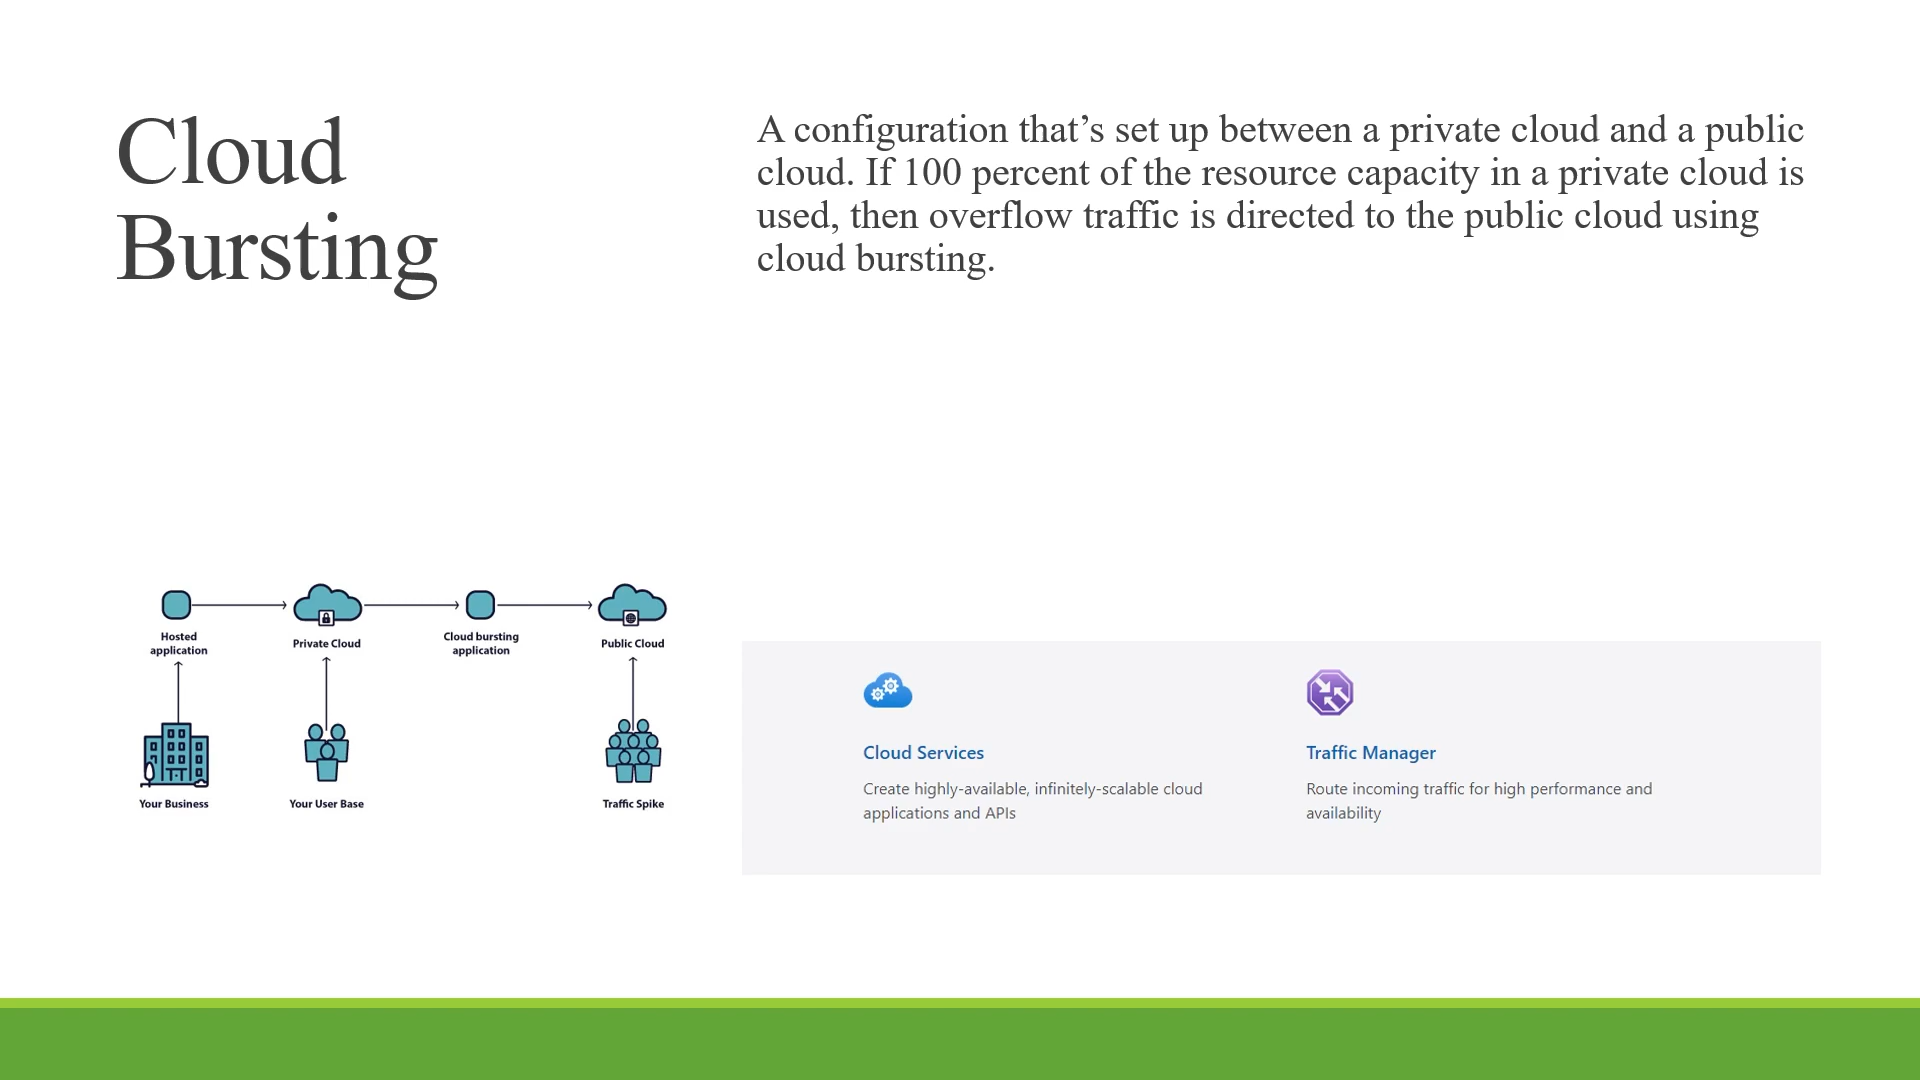 Cloud
Bursting
A configuration that’s set up between a private cloud and a public
cloud. If 100 percent of the resource capacity in a private cloud is
used, then overflow traffic is directed to the public cloud using
cloud bursting.
Hosted
application
Private Cloud
Cloud bursting
application
Public Cloud
Your Business
Your User Base
Traffic Spike
Cloud Services
Create highly-available, infinitely-scalable cloud
applications and APIs
Traffic Manager
Route incoming traffic for high performance and
availability